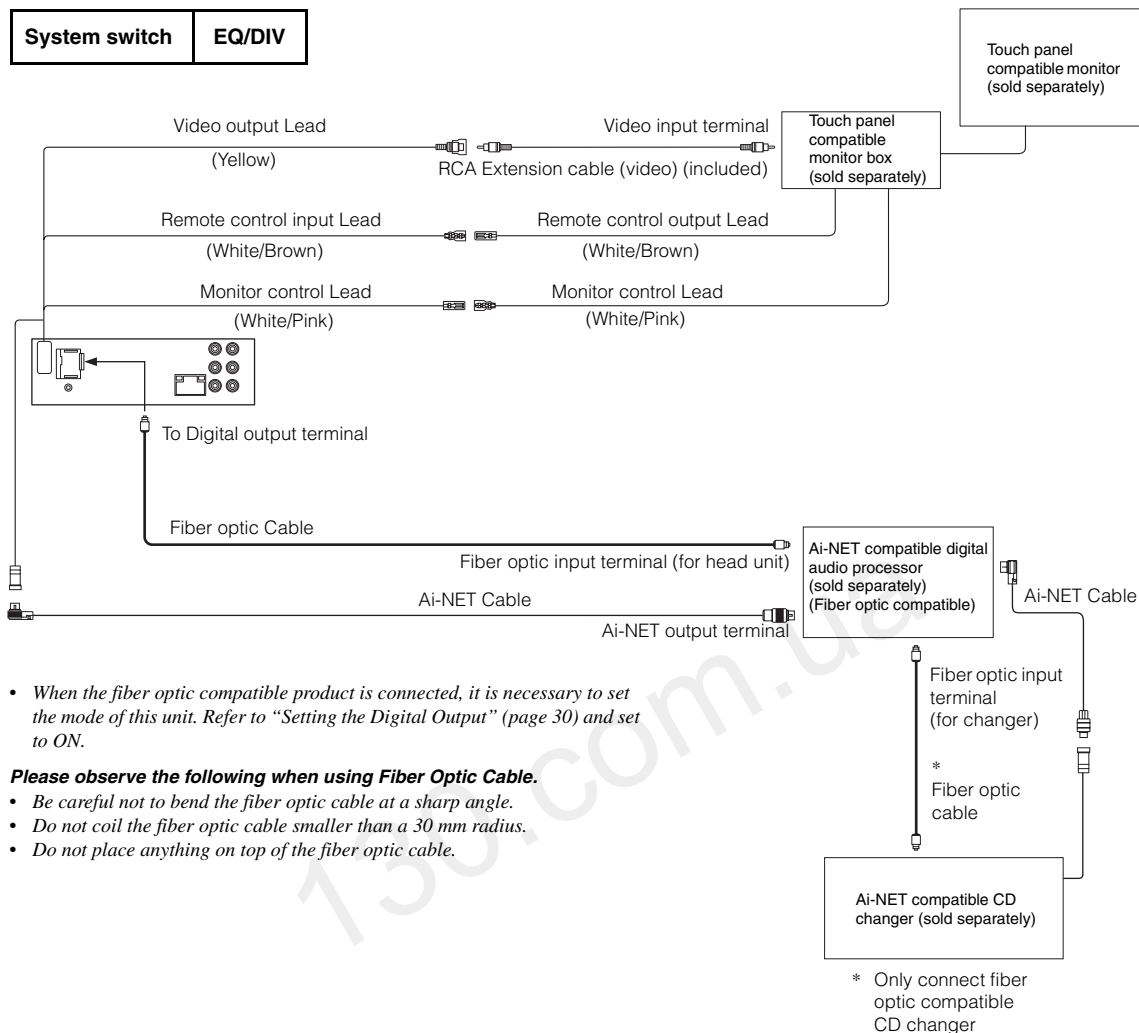 System switch EQ/DIV
Touch panel
compatible monitor
(sold separately)
Video output Lead
(Yellow)
Video input terminal
RCA Extension cable (video) (included)
Touch panel
compatible
monitor box
(sold separately)
Remote control input Lead
(White/Brown)
Remote control output Lead
(White/Brown)
Monitor control Lead
(White/Pink)
Monitor control Lead
(White/Pink)
To Digital output terminal
Fiber optic Cable
Fiber optic input terminal (for head unit)
Ai-NET Cable
Ai-NET output terminal
Ai-NET compatible digital
audio processor
(sold separately)
(Fiber optic compatible)
Ai-NET Cable
Fiber optic input
terminal
(for changer)
*
Fiber optic
cable
Ai-NET compatible CD
changer (sold separately)
* Only connect fiber
optic compatible
CD changer
• When the fiber optic compatible product is connected, it is necessary to set
the mode of this unit. Refer to “Setting the Digital Output” (page 30) and set
to ON.
Please observe the following when using Fiber Optic Cable.
• Be careful not to bend the fiber optic cable at a sharp angle.
• Do not coil the fiber optic cable smaller than a 30 mm radius.
• Do not place anything on top of the fiber optic cable.
130.com.ua